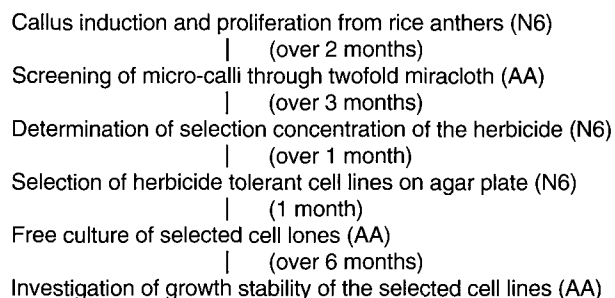 Callus induction and proliferation from rice anthers (N6)
| (over 2 months)
Screening of micro-calli through twofold miracloth (AA)
| (over 3 months)
Determination of selection concentration of the herbicide (N6)
| (over 1 month)
Selection of herbicide tolerant cell lines on agar plate (N6)
| (1 month)
Free culture of selected cell lones (AA)
| (over 6 months)
Investigation of growth stability of the selected cell lines (AA)